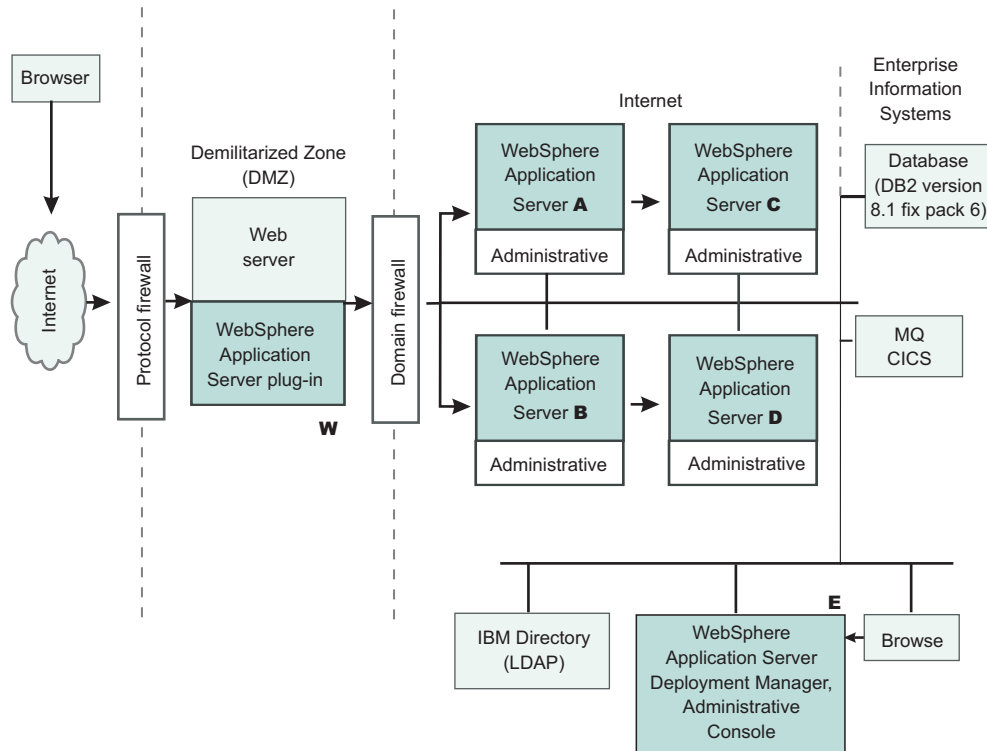 Browser
Internet
Protocol firewall
Demilitarized Zone
(DMZ)
Web
server
WebSphere
Application
Server plug-in
W
Domain firewall
Internet
WebSphere
Application
Server A
Administrative
WebSphere
Application
Server C
Administrative
WebSphere
Application
Server B
Administrative
WebSphere
Application
Server D
Administrative
Enterprise
Information
Systems
Database
(DB2 version
8.1 fix pack 6)
MQ
CICS
IBM Directory
(LDAP)
E
WebSphere
Application Server
Deployment Manager,
Administrative
Console
Browse